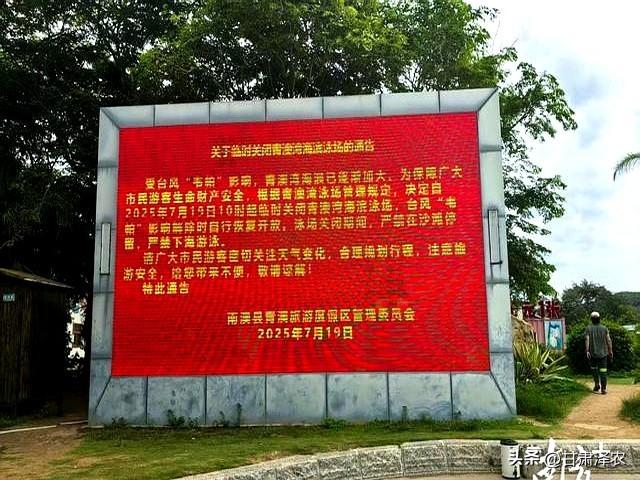 关于临时关闭青澳湾海滨泳场的通告
受台风“韦帕”影响，青澳湾海浪已逐渐加大，为保障广大
市民游客生命财产安全，根据青澳湾泳场管理规定，决定自
2025年7月19日10时起临时关闭青澳湾海滨泳场，台风“韦
帕”影响解除时自行恢复开放。泳场关闭期间，严禁在沙滩停
留，严禁下海游泳。
请广大市民游客密切关注天气变化，合理规划行程，注意旅
游安全，给您带来不便，敬请谅解！
特此通告
南澳县青澳旅游度假区管理委员会
2025年7月19日
头条 @甘肃泽农